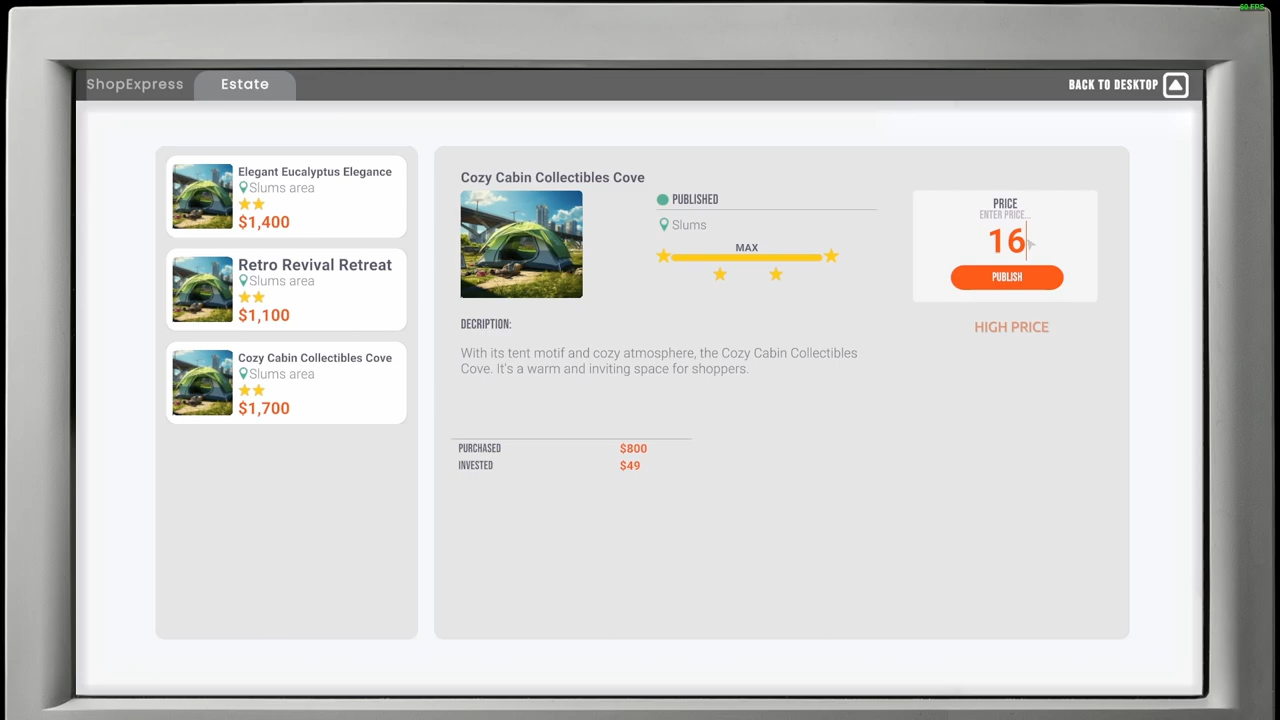 60 FPS
ShopExpress
Estate
BACK TO DESKTOP
Elegant Eucalyptus Elegance
Slums area
$1,400
Retro Revival Retreat
Slums area
$1,100
Cozy Cabin Collectibles Cove
Slums area
$1,700
Cozy Cabin Collectibles Cove
PUBLISHED
Slums
MAX
PRICE
ENTER PRICE...
16
PUBLISH
HIGH PRICE
DECRIPTION:
With its tent motif and cozy atmosphere, the Cozy Cabin Collectibles
Cove. It's a warm and inviting space for shoppers.
PURCHASED $800
INVESTED $49